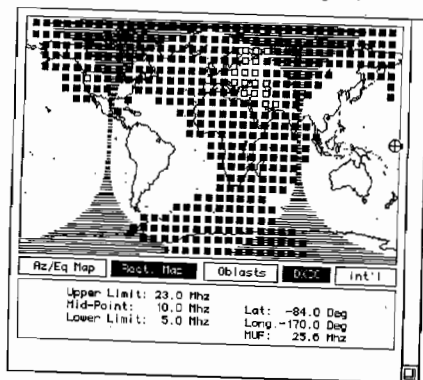 Az/Eq Map Rect. Map Oblasts DXCC Int'l
Upper Limit: 23.0 Mhz
Mid-Point: 10.0 Mhz
Lower Limit: 5.0 Mhz
Lat: -84.0 Deg
Long.-170.0 Deg
MUF: 25.6 Mhz